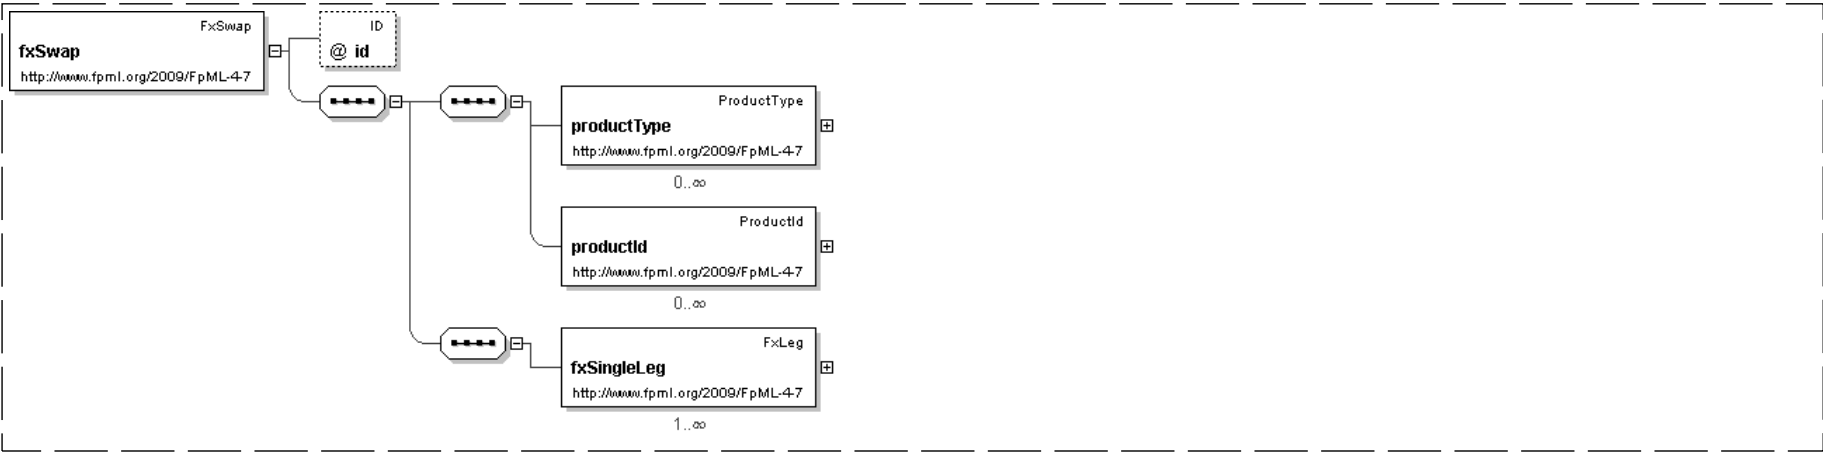 FxSwap
fxSwap
http://www.fpml.org/2009/FpML-4-7
ID
@ id
ProductType
productType
http://www.fpml.org/2009/FpML-4-7
0..∞
ProductId
productId
http://www.fpml.org/2009/FpML-4-7
0..∞
FxLeg
fxSingleLeg
http://www.fpml.org/2009/FpML-4-7
1..∞